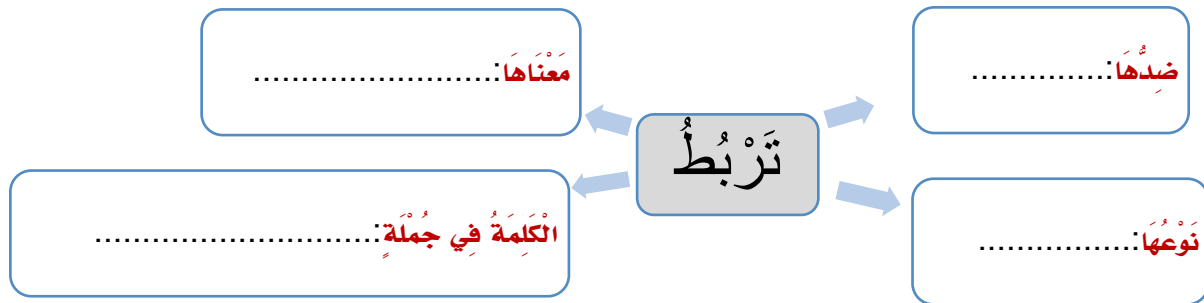 ضِدُّهَا:..............
مَعْنَاهَا:.........................
تَرْبُطُ
نَوْعُهَا:................
الْكَلِمَةُ فِي جُمْلَةٍ:.............................